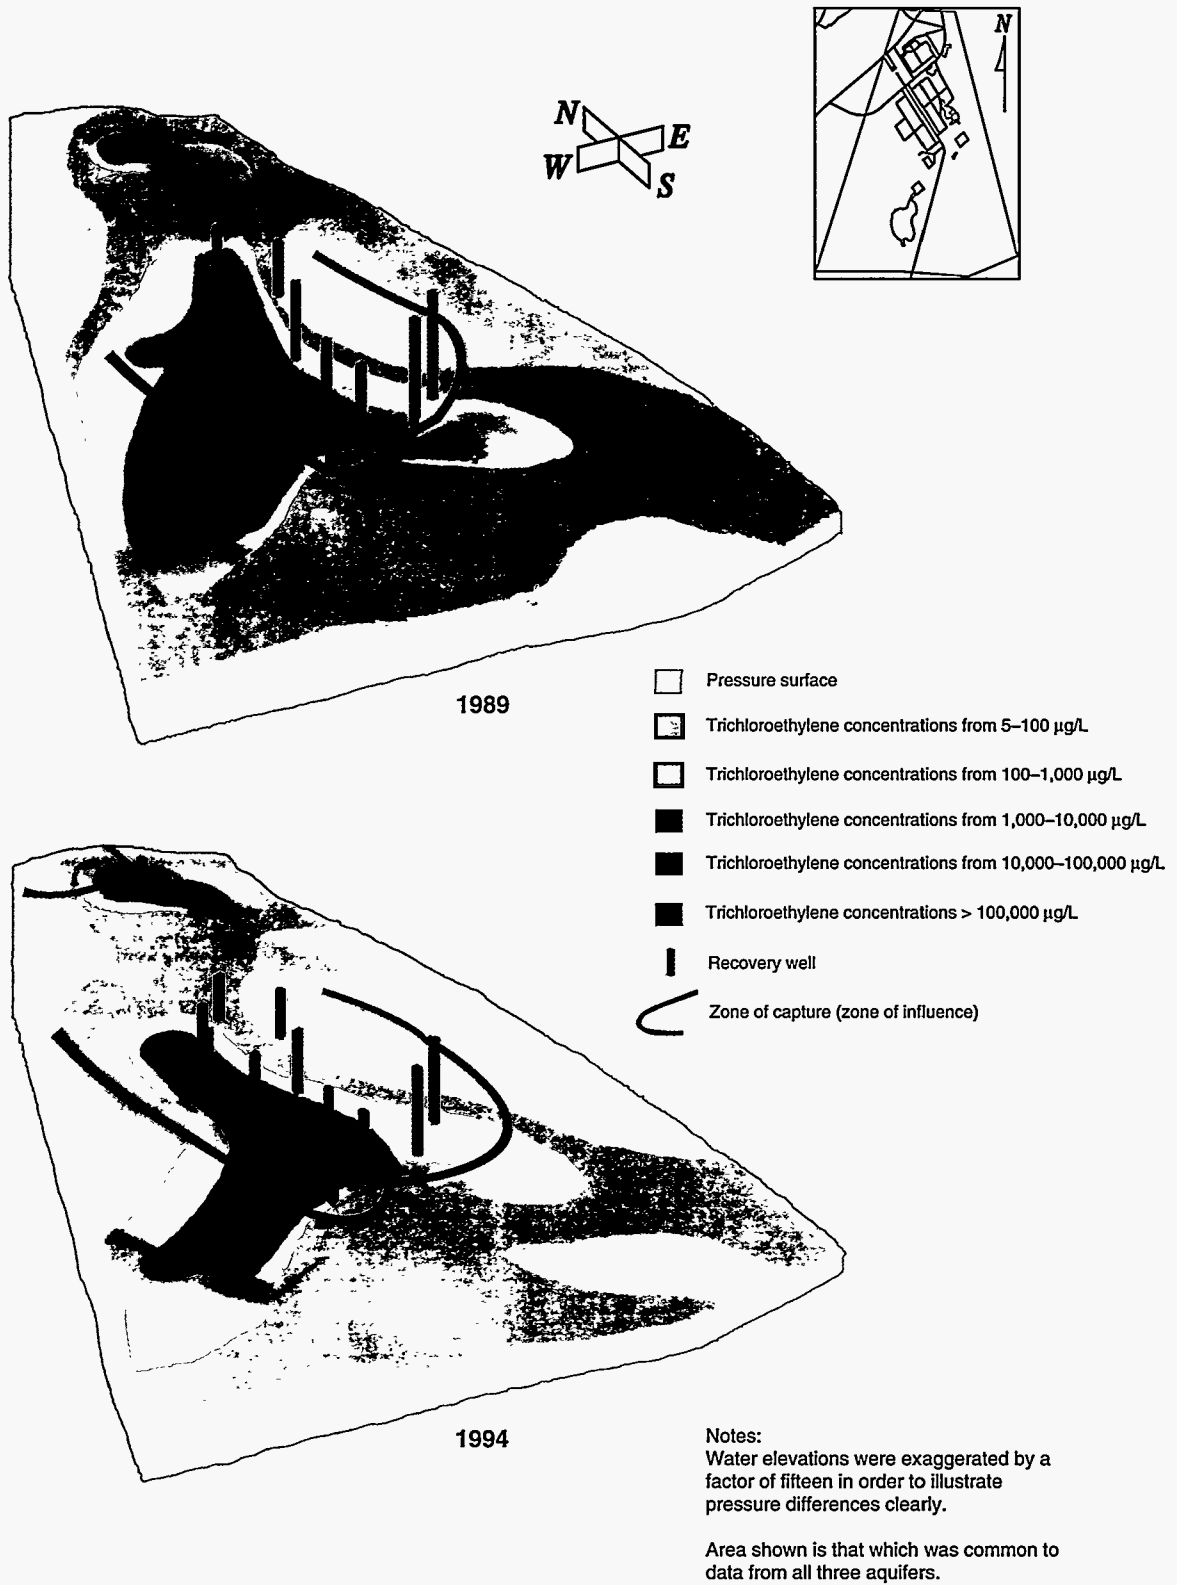 N
N
E
W
S
1989
Pressure surface
Trichloroethylene concentrations from 5–100 µg/L
Trichloroethylene concentrations from 100–1,000 µg/L
Trichloroethylene concentrations from 1,000–10,000 µg/L
Trichloroethylene concentrations from 10,000–100,000 µg/L
Trichloroethylene concentrations > 100,000 µg/L
Recovery well
Zone of capture (zone of influence)
1994
Notes:
Water elevations were exaggerated by a
factor of fifteen in order to illustrate
pressure differences clearly.
Area shown is that which was common to
data from all three aquifers.